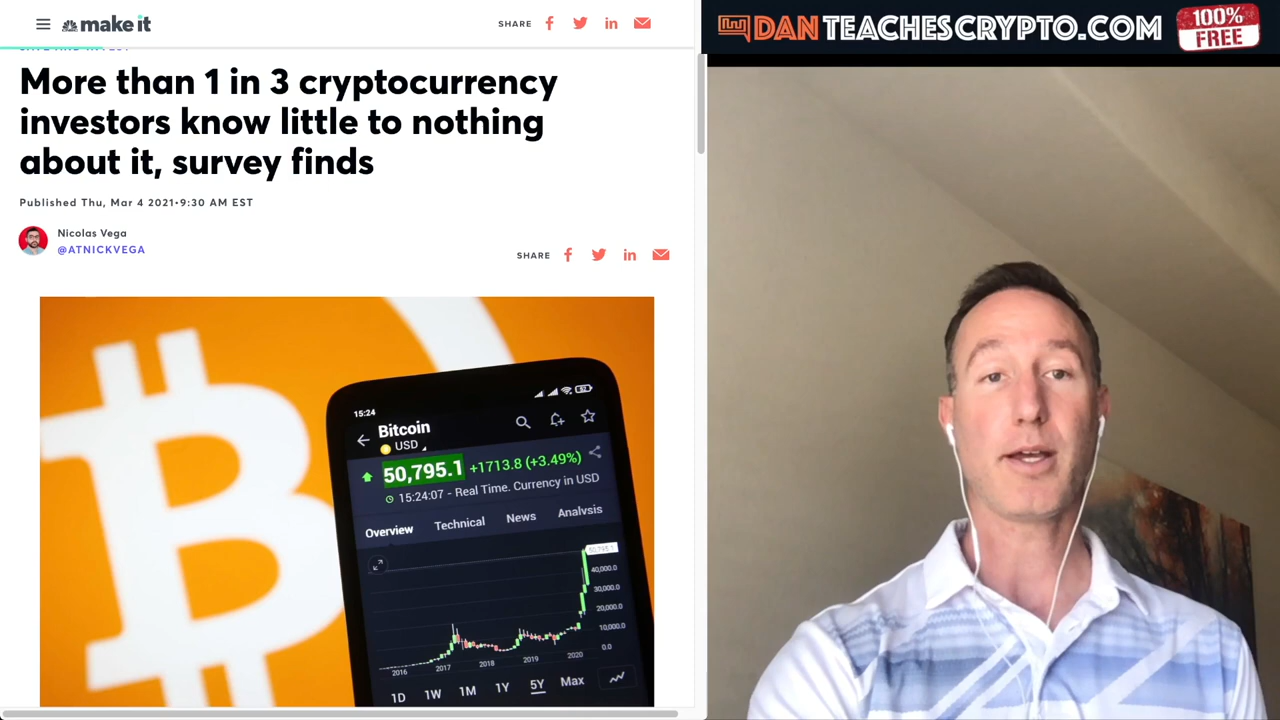 make it
SHARE
DANTEACHESCRYPTO.COM
100%
FREE
More than 1 in 3 cryptocurrency
investors know little to nothing
about it, survey finds
Published Thu, Mar 4 2021•9:30 AM EST
Nicolas Vega
@ATNICKVEGA
SHARE
15:24
Bitcoin
USD
50,795.1 +1713.8 (+3.49%)
15:24:07 - Real Time. Currency in USD
Overview Technical News Analysis
40,000.0
30,000.0
20,000.0
10,000.0
0.0
2016 2017 2018 2019 2020
1D 1W 1M 1Y 5Y Max